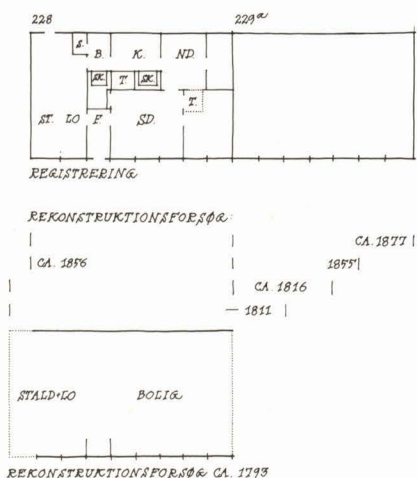 228 229a
S.
B. K. ND.
SK. T. SK.
T.
ST. LO F. SD.
REGISTRERING
REKONSTRUKTIONSFORSØG
CA. 1877
CA. 1856 1855
CA. 1816
1811
STALD+LO BOLIG
REKONSTRUKTIONSFORSØG CA. 1793